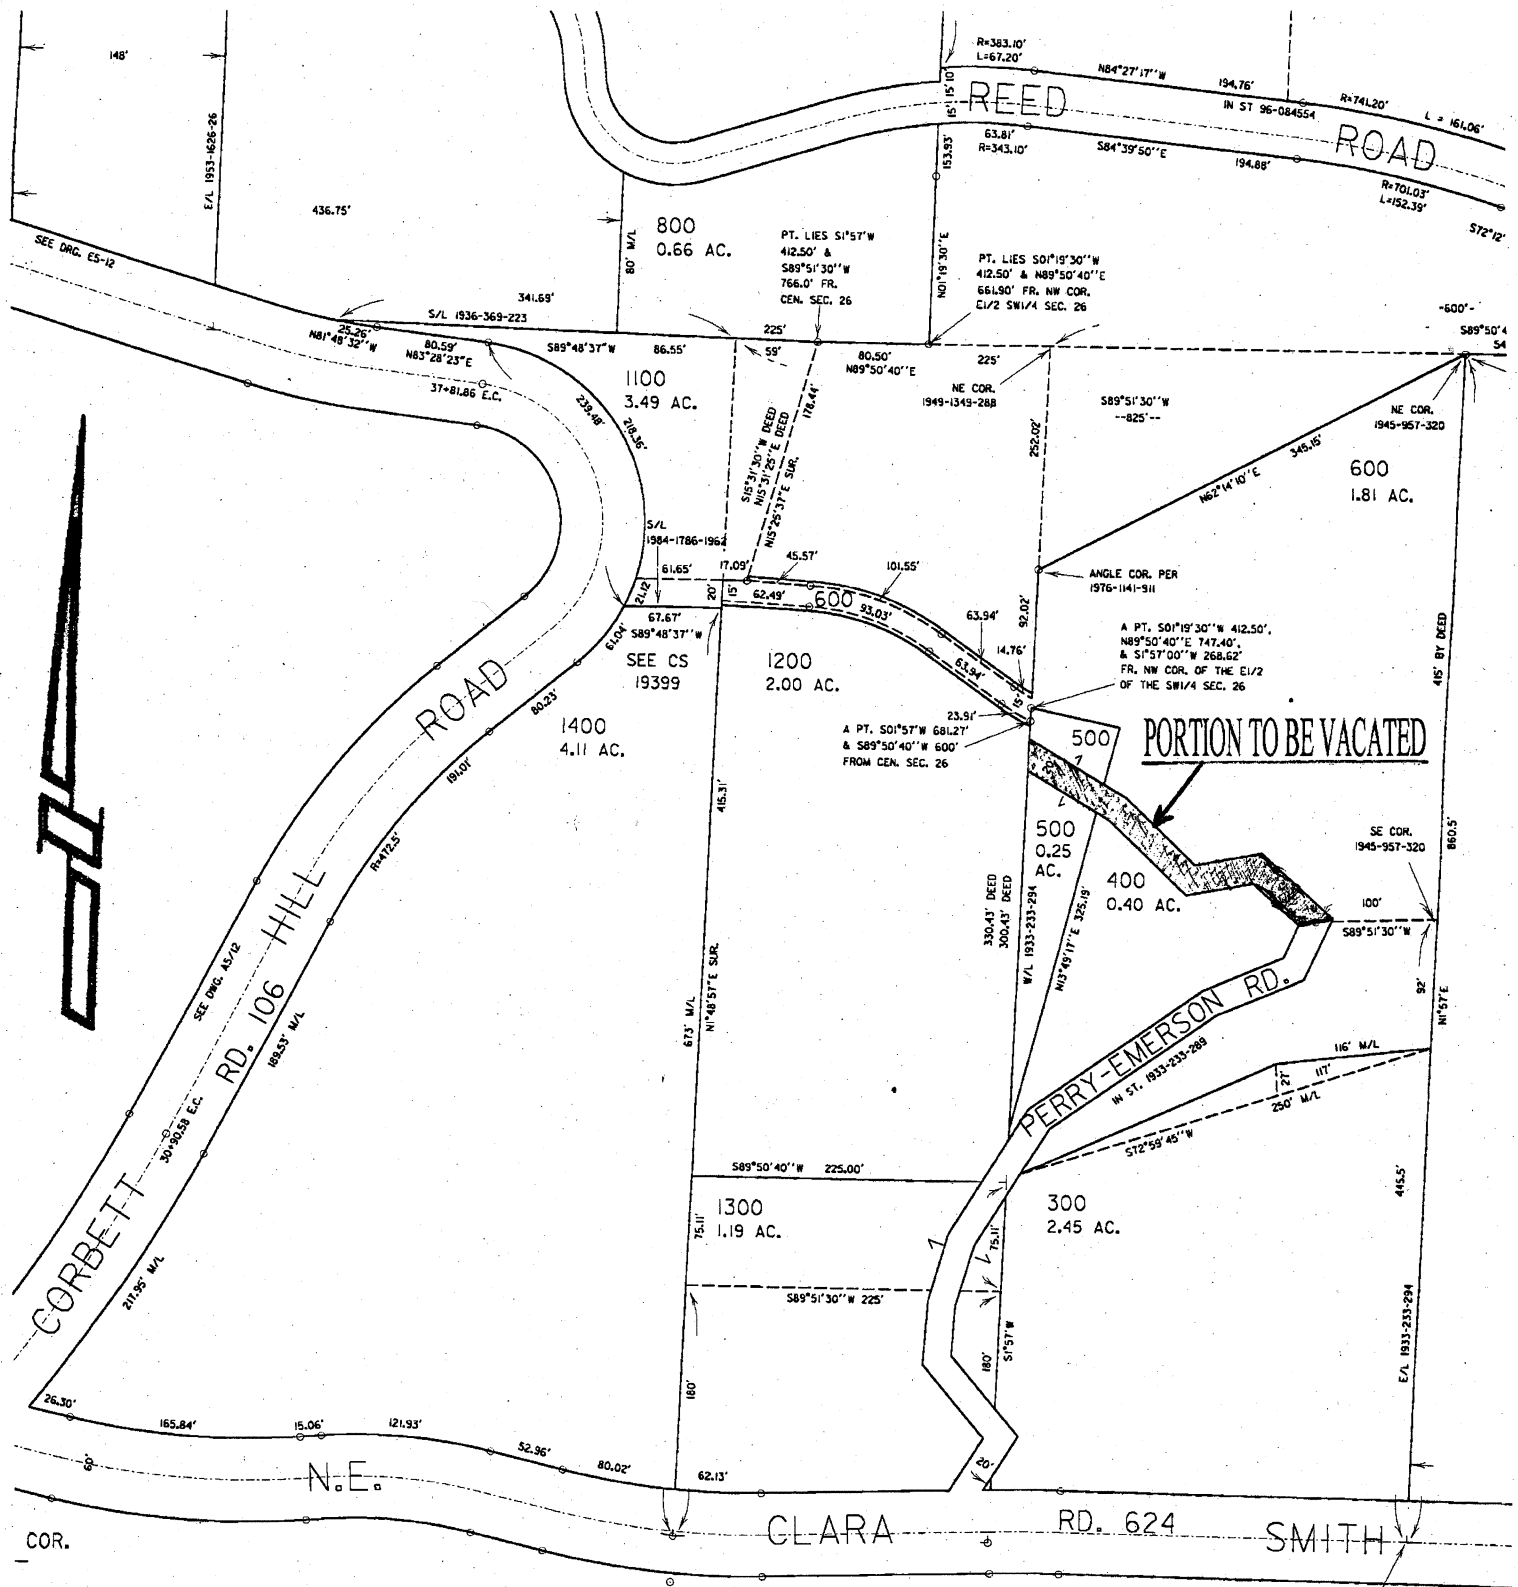 148'
E/L 1953-1626-26
436.75'
SEE DRG. E5-12
R=383.10'
L=67.20'
N84°27'17''W
194.76'
IN ST 96-084554
R=741.20'
L = 161.06'
15' 15' 10'
REED
ROAD
63.81'
R=343.10'
S84°39'50''E
194.88'
R=701.03'
L=152.39'
S72°12'
153.93'
N01°19'30''E
800
0.66 AC.
80' M/L
PT. LIES S1°57'W
412.50' &
S89°51'30''W
766.0' FR.
CEN. SEC. 26
PT. LIES S01°19'30''W
412.50' & N89°50'40''E
661.90' FR. NW COR.
E1/2 SW1/4 SEC. 26
341.69'
S/L 1936-369-223
25.26'
N81°48'32''W
80.59'
N83°28'23''E
S89°48'37''W
86.55'
225'
59'
80.50'
N89°50'40''E
225'
-600'-
S89°50'4
54
37+81.86 E.C.
1100
3.49 AC.
239.48'
218.36'
178.44'
S15°31'30''W DEED
N15°31'25''E DEED
N15°25'37''E SUR.
NE COR.
1949-1349-288
S89°51'30''W
--825'--
NE COR.
1945-957-320
252.02'
N62°14'10''E
345.15'
600
1.81 AC.
S/L
1984-1786-1962
61.65'
17.09'
45.57'
101.55'
21.12
20'
15'
62.49'
600
93.03'
63.94'
63.94'
14.76'
15'
92.02'
ANGLE COR. PER
1976-1141-911
67.67'
S89°48'37''W
61.04'
SEE CS
19399
1200
2.00 AC.
A PT. S01°19'30''W 412.50',
N89°50'40''E 747.40',
& S1°57'00''W 268.62'
FR. NW COR. OF THE E1/2
OF THE SW1/4 SEC. 26
415' BY DEED
80.23'
1400
4.11 AC.
191.01'
R=472.5'
23.91'
A PT. S01°57'W 681.27'
& S89°50'40''W 600'
FROM CEN. SEC. 26
500
PORTION TO BE VACATED
20'
415.31'
500
0.25
AC.
400
0.40 AC.
SE COR.
1945-957-320
860.5'
100'
S89°51'30''W
92'
N1°57'E
330.43' DEED
300.43' DEED
W/L 1933-233-294
N13°49'17''E 325.19'
673' M/L
N1°48'57''E SUR.
SEE DWG. A5/12
CORBETT HILL ROAD
RD. 106
189.53' M/L
30+90.58 E.C.
217.95' M/L
PERRY-EMERSON RD.
IN ST. 1933-233-289
116' M/L
27'
117'
250' M/L
S72°59'45''W
S89°50'40''W 225.00'
1300
1.19 AC.
75.11'
75.11'
300
2.45 AC.
445.5'
S89°51'30''W 225'
180'
180'
S1°57'W
E/L 1933-233-294
26.30'
165.84'
15.06'
121.93'
52.96'
80.02'
62.13'
20'
60'
N.E.
CLARA
RD. 624
SMITH
COR.